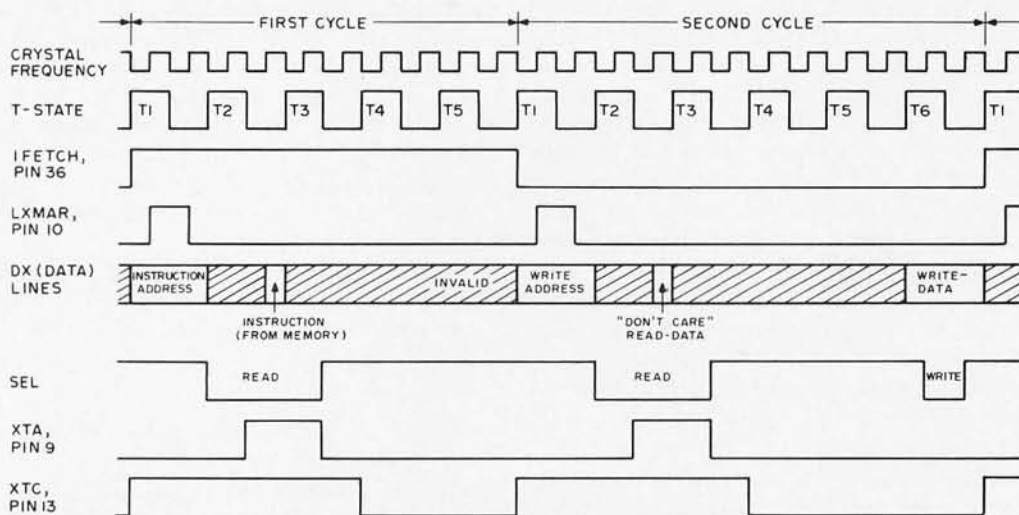 FIRST CYCLE
SECOND CYCLE
CRYSTAL
FREQUENCY
T-STATE
T1 T2 T3 T4 T5 T1 T2 T3 T4 T5 T6 T1
IFETCH,
PIN 36
LXMAR,
PIN 10
DX (DATA)
LINES
INSTRUCTION
ADDRESS
INVALID
WRITE
ADDRESS
WRITE-
DATA
INSTRUCTION
(FROM MEMORY)
"DON'T CARE"
READ-DATA
SEL
READ
READ
WRITE
XTA,
PIN 9
XTC,
PIN 13